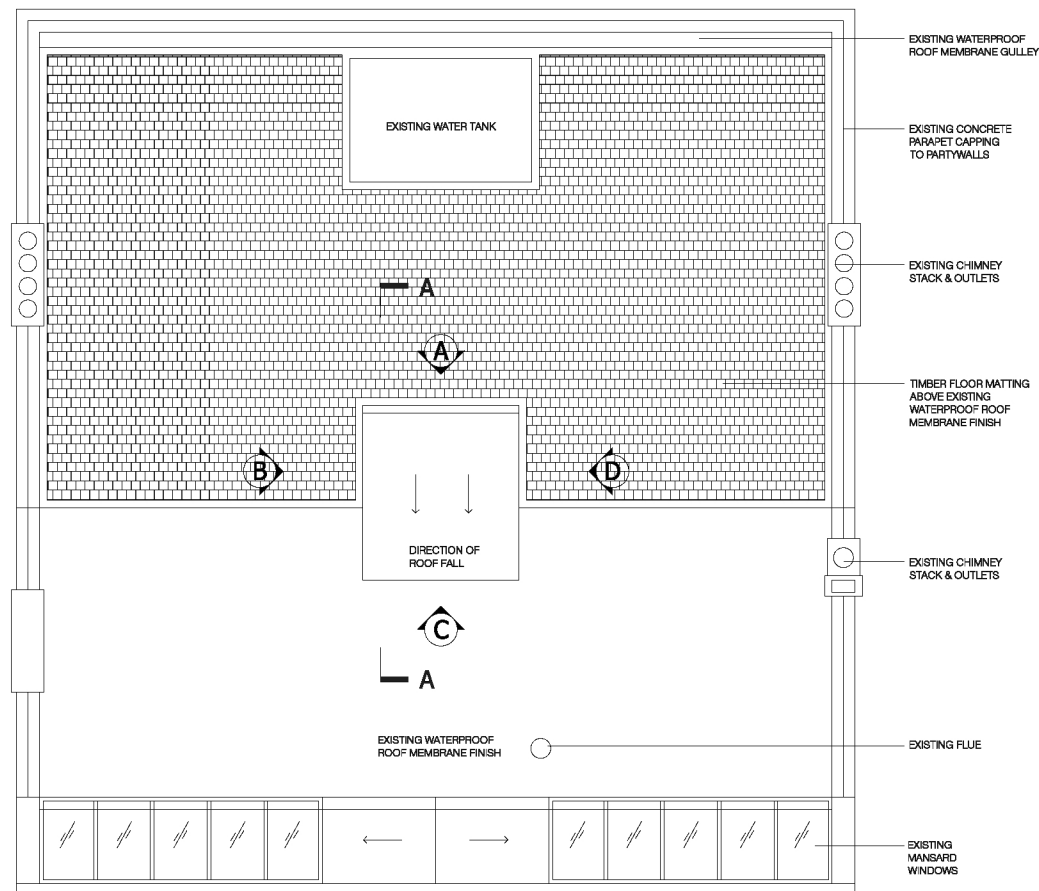 EXISTING WATERPROOF
ROOF MEMBRANE GULLEY
EXISTING WATER TANK
EXISTING CONCRETE
PARAPET CAPPING
TO PARTYWALLS
EXISTING CHIMNEY
STACK & OUTLETS
A
A
TIMBER FLOOR MATTING
ABOVE EXISTING
WATERPROOF ROOF
MEMBRANE FINISH
B
D
DIRECTION OF
ROOF FALL
EXISTING CHIMNEY
STACK & OUTLETS
C
A
EXISTING WATERPROOF
ROOF MEMBRANE FINISH
EXISTING FLUE
EXISTING
MANSARD
WINDOWS